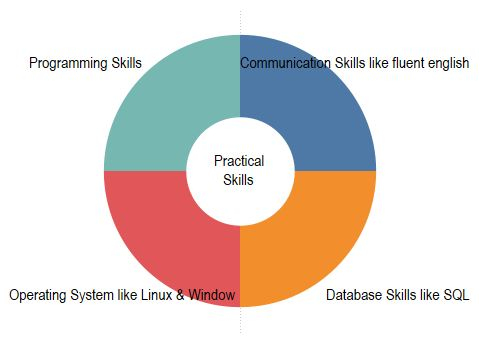 Programming Skills
Communication Skills like fluent english
Practical
Skills
Operating System like Linux & Window
Database Skills like SQL